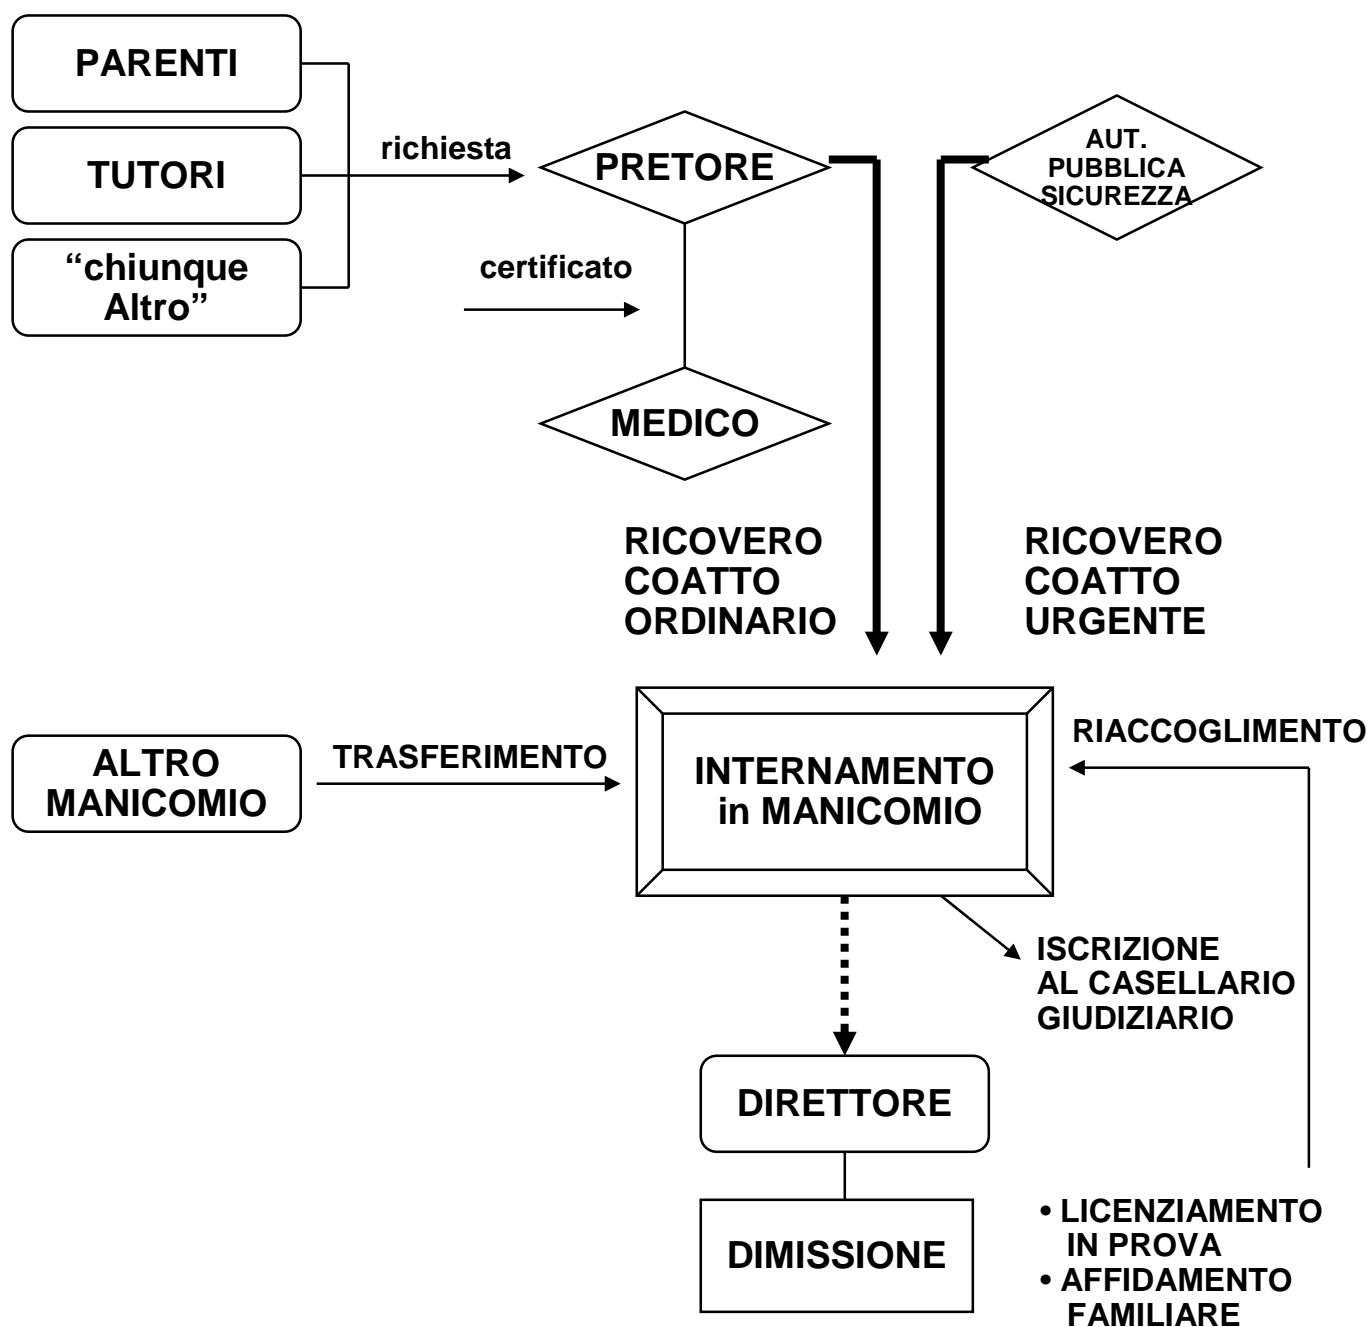 PARENTI
TUTORI
“chiunque
Altro”
richiesta
PRETORE
AUT.
PUBBLICA
SICUREZZA
certificato
MEDICO
RICOVERO
COATTO
ORDINARIO
RICOVERO
COATTO
URGENTE
ALTRO
MANICOMIO
TRASFERIMENTO
INTERNAMENTO
in MANICOMIO
RIACCOGLIMENTO
ISCRIZIONE
AL CASELLARIO
GIUDIZIARIO
DIRETTORE
DIMISSIONE
• LICENZIAMENTO
IN PROVA
• AFFIDAMENTO
FAMILIARE